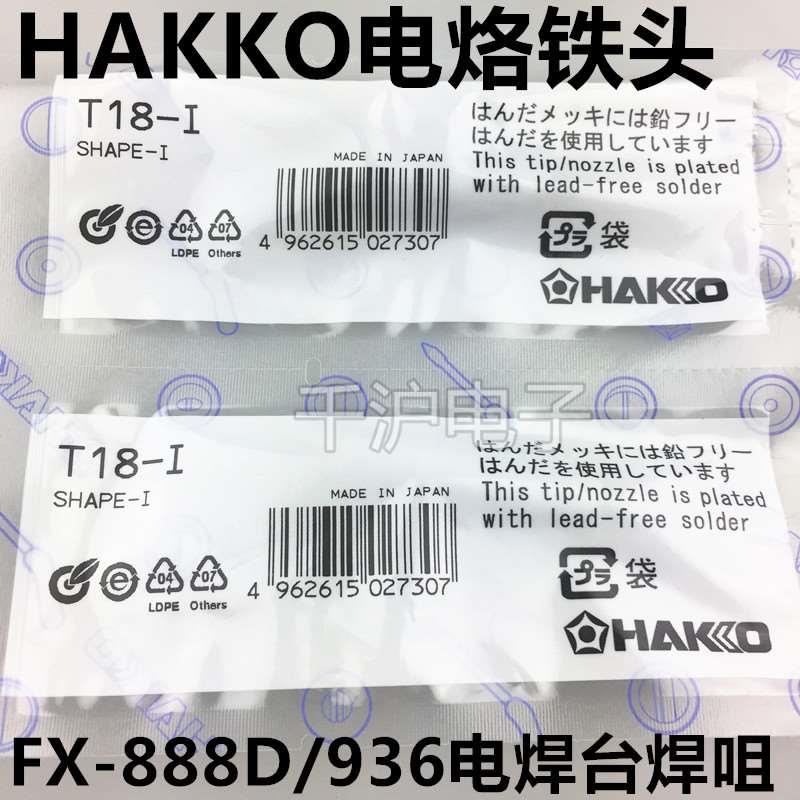 HAKKO电烙铁头
T18-I
SHAPE-I
MADE IN JAPAN
4 962615 027307
04
LDPE
07
Others
はんだメッキには鉛フリー
はんだを使用しています
This tip/nozzle is plated
with lead-free solder
プラ
袋
HAKKO
千沪电子
T18-I
SHAPE-I
MADE IN JAPAN
4 962615 027307
04
LDPE
07
Others
はんだメッキには鉛フリー
はんだを使用しています
This tip/nozzle is plated
with lead-free solder
プラ
袋
HAKKO
FX-888D/936电焊台焊咀